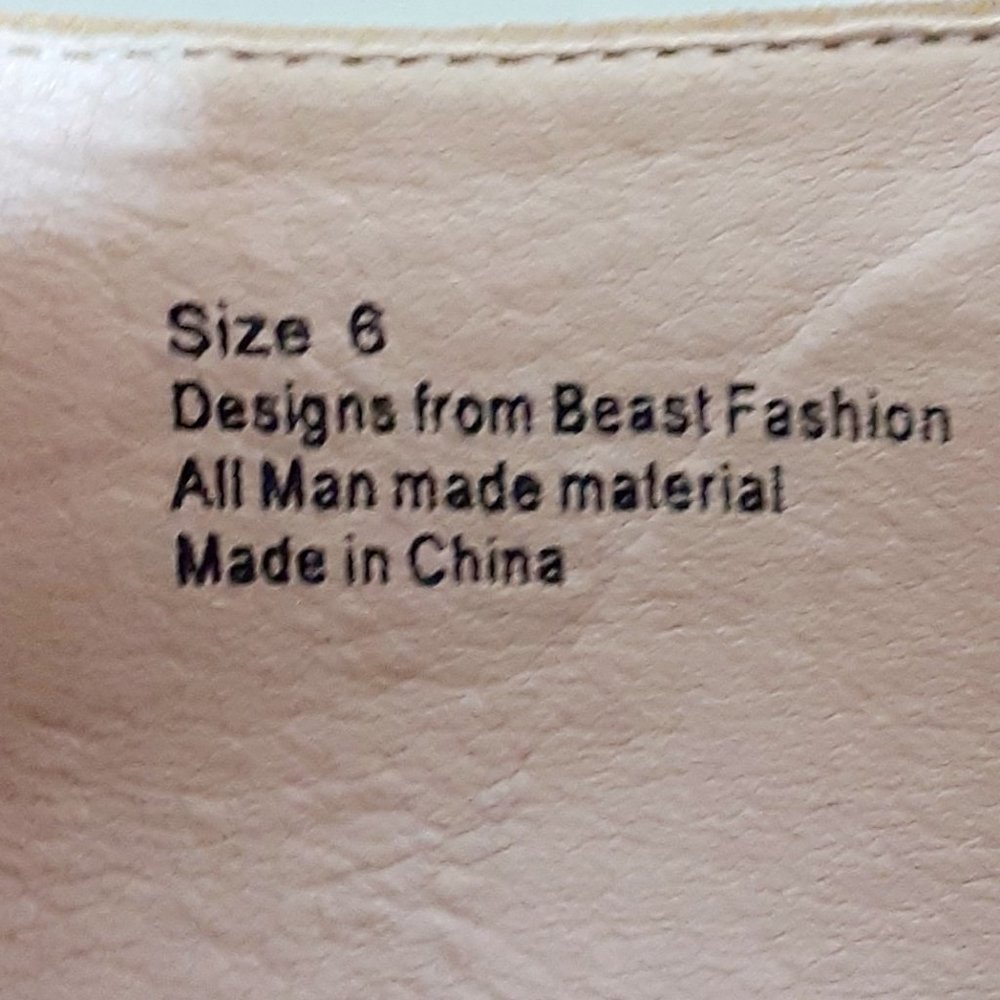 Size 6
Designs from Beast Fashion
All Man made material
Made in China